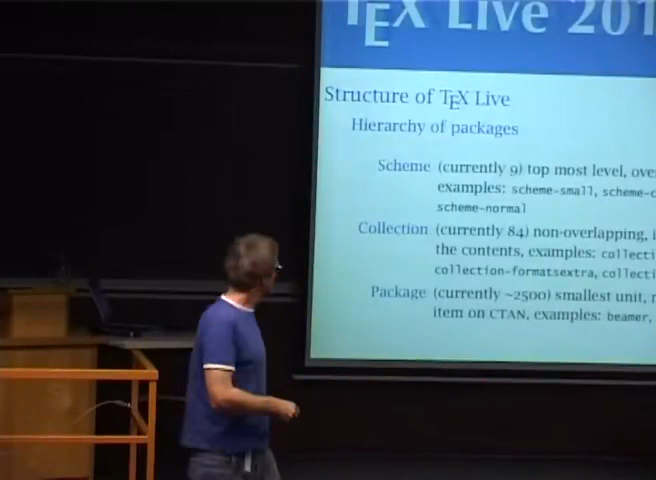 TEX Live 201
Structure of TEX Live
Hierarchy of packages
Scheme (currently 9) top most level, ove
examples: scheme-small, scheme-
scheme-normal
Collection (currently 84) non-overlapping,
the contents, examples: collecti
collection-formatsextra, collecti
Package (currently ~2500) smallest unit,
item on CTAN, examples: beamer,